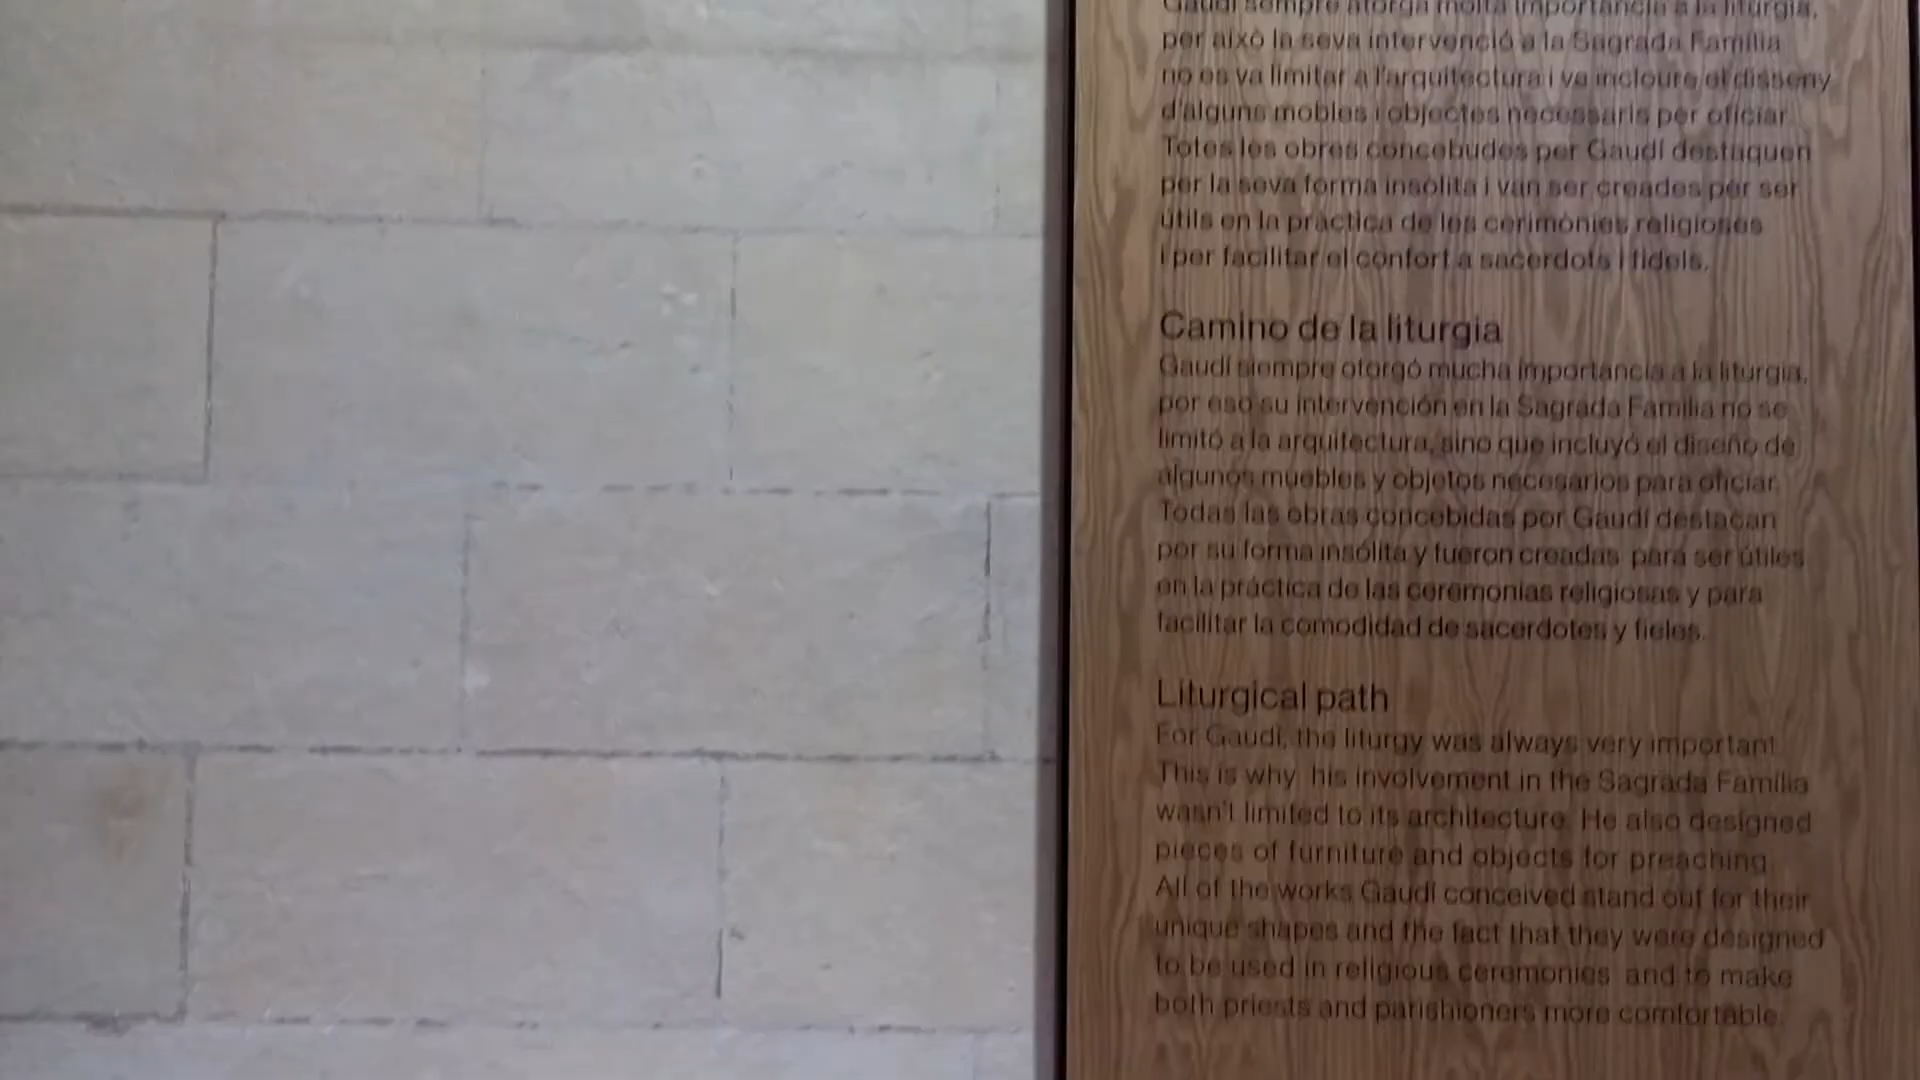 Gaudí sempre atorgà molta importància a la litúrgia,
per això la seva intervenció a la Sagrada Família
no es va limitar a l'arquitectura i va incloure el disseny
d'alguns mobles i objectes necessaris per oficiar.
Totes les obres concebudes per Gaudí destaquen
per la seva forma insòlita i van ser creades per ser
útils en la pràctica de les cerimònies religioses
i per facilitar el confort a sacerdots i fidels.
Camino de la liturgia
Gaudí siempre otorgó mucha importancia a la liturgia,
por eso su intervención en la Sagrada Familia no se
limitó a la arquitectura, sino que incluyó el diseño de
algunos muebles y objetos necesarios para oficiar.
Todas las obras concebidas por Gaudí destacan
por su forma insólita y fueron creadas para ser útiles
en la práctica de las ceremonias religiosas y para
facilitar la comodidad de sacerdotes y fieles.
Liturgical path
For Gaudí, the liturgy was always very important.
This is why his involvement in the Sagrada Família
wasn't limited to its architecture. He also designed
pieces of furniture and objects for preaching.
All of the works Gaudí conceived stand out for their
unique shapes and the fact that they were designed
to be used in religious ceremonies and to make
both priests and parishioners more comfortable.